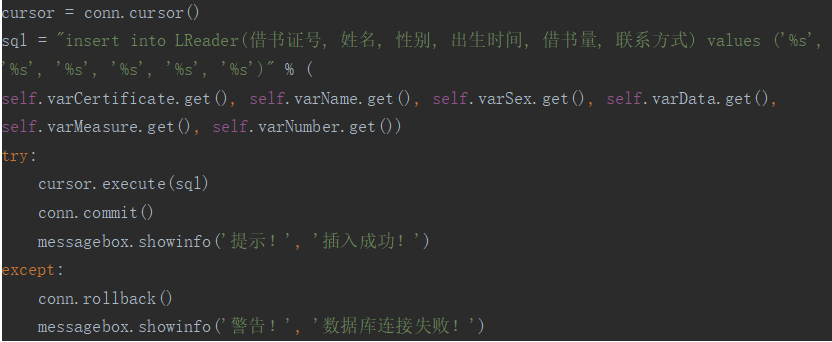 cursor = conn.cursor()
sql = "insert into LReader(借书证号, 姓名, 性别, 出生时间, 借书量, 联系方式) values ('%s',
'%s', '%s', '%s', '%s', '%s')" % (
self.varCertificate.get(), self.varName.get(), self.varSex.get(), self.varData.get(),
self.varMeasure.get(), self.varNumber.get())
try:
    cursor.execute(sql)
    conn.commit()
    messagebox.showinfo('提示！', '插入成功！')
except:
    conn.rollback()
    messagebox.showinfo('警告！', '数据库连接失败！')